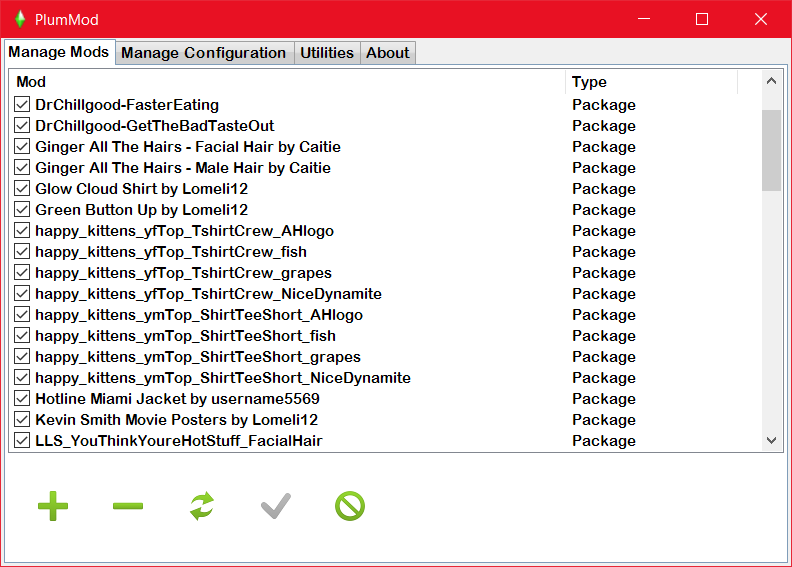 PlumMod
Manage Mods Manage Configuration Utilities About
Mod Type
DrChillgood-FasterEating Package
DrChillgood-GetTheBadTasteOut Package
Ginger All The Hairs - Facial Hair by Caitie Package
Ginger All The Hairs - Male Hair by Caitie Package
Glow Cloud Shirt by Lomeli12 Package
Green Button Up by Lomeli12 Package
happy_kittens_yfTop_TshirtCrew_AHlogo Package
happy_kittens_yfTop_TshirtCrew_fish Package
happy_kittens_yfTop_TshirtCrew_grapes Package
happy_kittens_yfTop_TshirtCrew_NiceDynamite Package
happy_kittens_ymTop_ShirtTeeShort_AHlogo Package
happy_kittens_ymTop_ShirtTeeShort_fish Package
happy_kittens_ymTop_ShirtTeeShort_grapes Package
happy_kittens_ymTop_ShirtTeeShort_NiceDynamite Package
Hotline Miami Jacket by username5569 Package
Kevin Smith Movie Posters by Lomeli12 Package
LLS_YouThinkYoureHotStuff_FacialHair Package